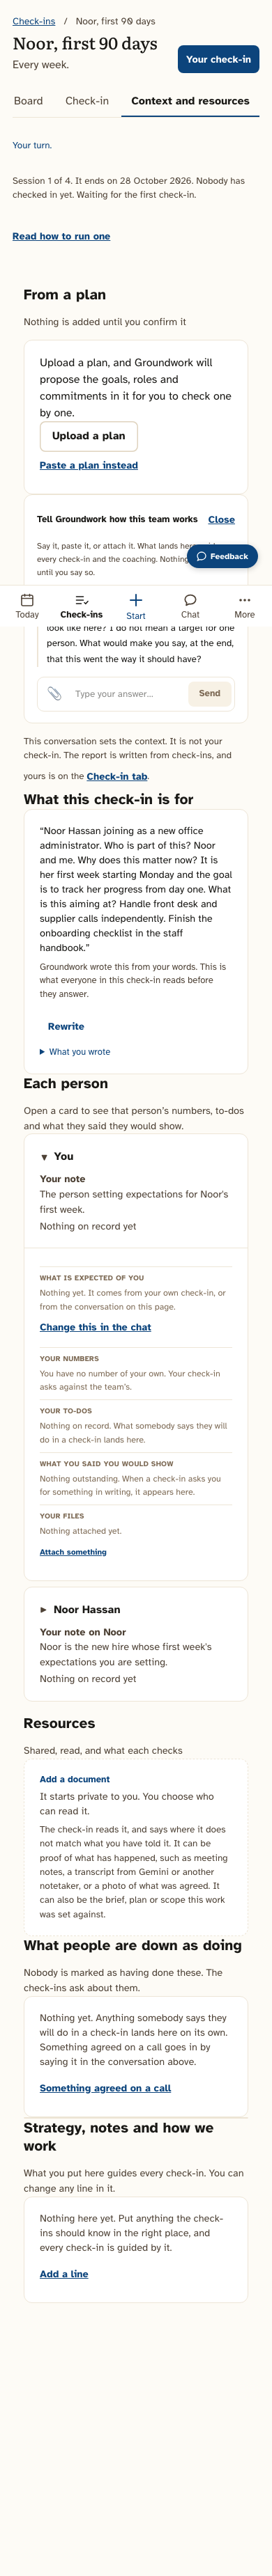 Check-ins / Noor, first 90 days
Noor, first 90 days
Every week.
Your check-in
Board Check-in Context and resources
Your turn.
Session 1 of 4. It ends on 28 October 2026. Nobody has
checked in yet. Waiting for the first check-in.
Read how to run one
From a plan
Nothing is added until you confirm it
Upload a plan, and Groundwork will
propose the goals, roles and
commitments in it for you to check one
by one.
Upload a plan
Paste a plan instead
Tell Groundwork how this team works Close
Say it, paste it, or attach it. What lands here
every check-in and the coaching. Nothing
until you say so.
Feedback
Today Check-ins Start Chat More
look like here? I do not mean a target for one
person. What would make you say, at the end,
that this went the way it should have?
Type your answer... Send
This conversation sets the context. It is not your
check-in. The report is written from check-ins, and
yours is on the Check-in tab.
What this check-in is for
“Noor Hassan joining as a new office
administrator. Who is part of this? Noor
and me. Why does this matter now? It is
her first week starting Monday and the goal
is to track her progress from day one. What
is this aiming at? Handle front desk and
supplier calls independently. Finish the
onboarding checklist in the staff
handbook.”
Groundwork wrote this from your words. This is
what everyone in this check-in reads before
they answer.
Rewrite
What you wrote
Each person
Open a card to see that person's numbers, to-dos
and what they said they would show.
You
Your note
The person setting expectations for Noor's
first week.
Nothing on record yet
WHAT IS EXPECTED OF YOU
Nothing yet. It comes from your own check-in, or
from the conversation on this page.
Change this in the chat
YOUR NUMBERS
You have no number of your own. Your check-in
asks against the team's.
YOUR TO-DOS
Nothing on record. What somebody says they will
do in a check-in lands here.
WHAT YOU SAID YOU WOULD SHOW
Nothing outstanding. When a check-in asks you
for something in writing, it appears here.
YOUR FILES
Nothing attached yet.
Attach something
Noor Hassan
Your note on Noor
Noor is the new hire whose first week's
expectations you are setting.
Nothing on record yet
Resources
Shared, read, and what each checks
Add a document
It starts private to you. You choose who
can read it.
The check-in reads it, and says where it does
not match what you have told it. It can be
proof of what has happened, such as meeting
notes, a transcript from Gemini or another
notetaker, or a photo of what was agreed. It
can also be the brief, plan or scope this work
was set against.
What people are down as doing
Nobody is marked as having done these. The
check-ins ask about them.
Nothing yet. Anything somebody says they
will do in a check-in lands here on its own.
Something agreed on a call goes in by
saying it in the conversation above.
Something agreed on a call
Strategy, notes and how we
work
What you put here guides every check-in. You can
change any line in it.
Nothing here yet. Put anything the check-
ins should know in the right place, and
every check-in is guided by it.
Add a line